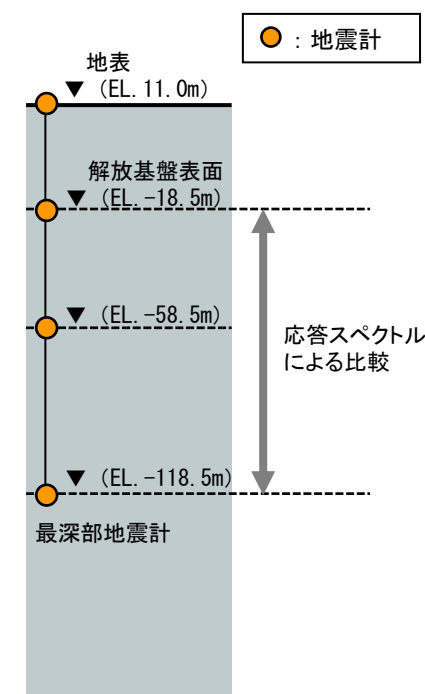 ：地震計
地表
▼ (EL. 11.0m)
解放基盤表面
▼ (EL. -18.5m)
▼ (EL. -58.5m)
応答スペクトル
による比較
▼ (EL. -118.5m)
最深部地震計